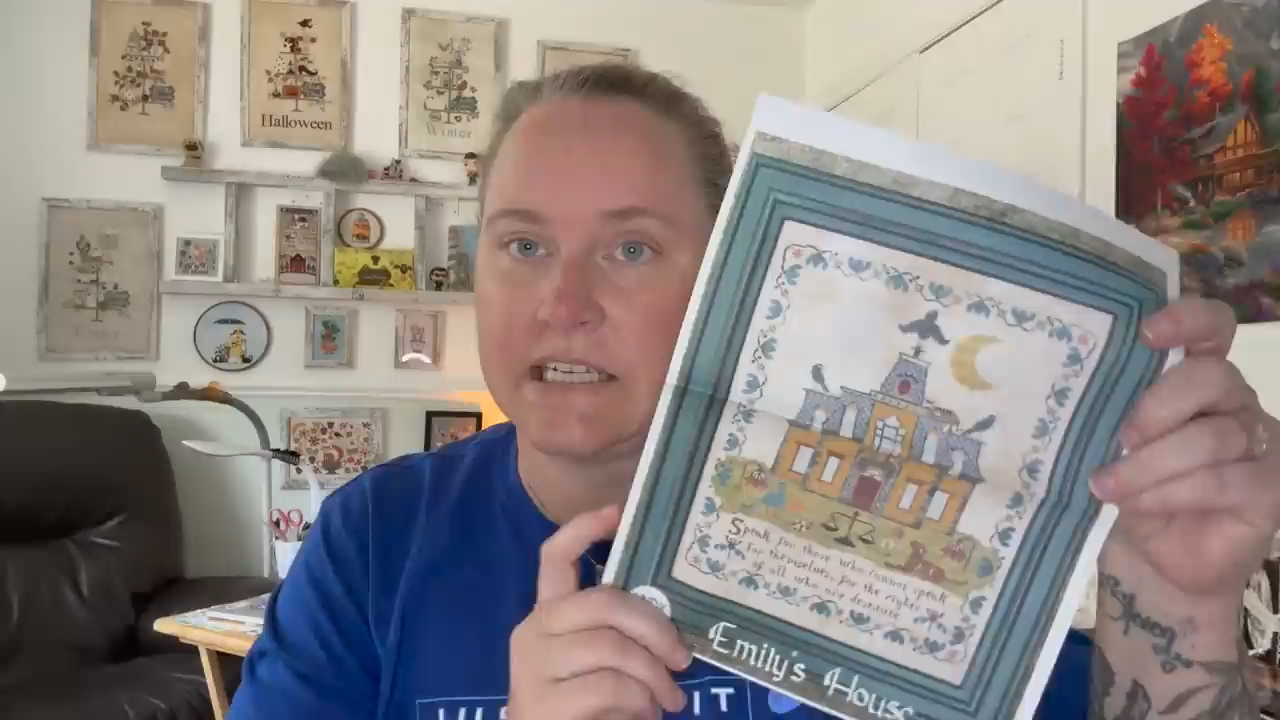 Halloween
Winter
Speak for those who cannot speak
for themselves, for the rights
of all who are destitute
Emily's House
Steven